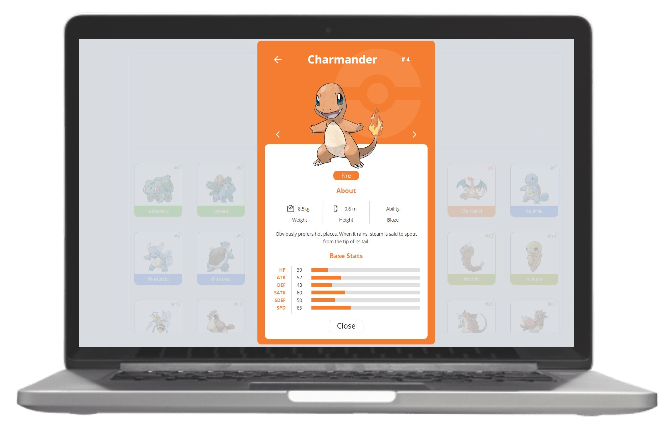 Charmander
#4
Fire
About
8.5kg
0.6 m
Ability
Weight
Height
Blaze
Obviously prefers hot places. When it rains, steam is said to spout
from the tip of its tail.
Base Stats
HP 39
ATK 52
DEF 43
SATK 60
SDEF 50
SPD 65
Close